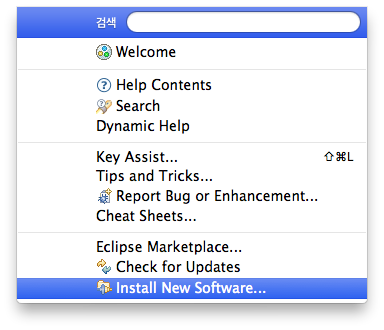 검색
Welcome
Help Contents
Search
Dynamic Help
Key Assist... ⇧⌘L
Tips and Tricks...
Report Bug or Enhancement...
Cheat Sheets...
Eclipse Marketplace...
Check for Updates
Install New Software...